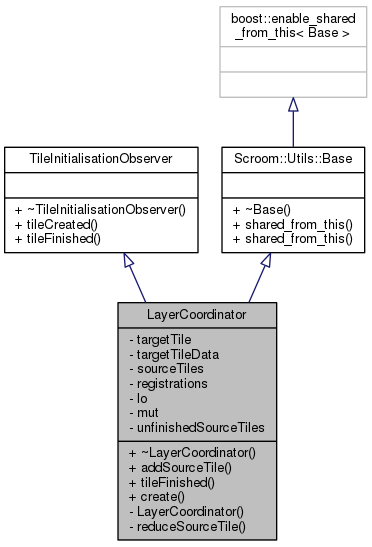 boost::enable_shared
_from_this< Base >
TileInitialisationObserver
+ ~TileInitialisationObserver()
+ tileCreated()
+ tileFinished()
Scroom::Utils::Base
+ ~Base()
+ shared_from_this()
+ shared_from_this()
LayerCoordinator
- targetTile
- targetTileData
- sourceTiles
- registrations
- lo
- mut
- unfinishedSourceTiles
+ ~LayerCoordinator()
+ addSourceTile()
+ tileFinished()
+ create()
- LayerCoordinator()
- reduceSourceTile()